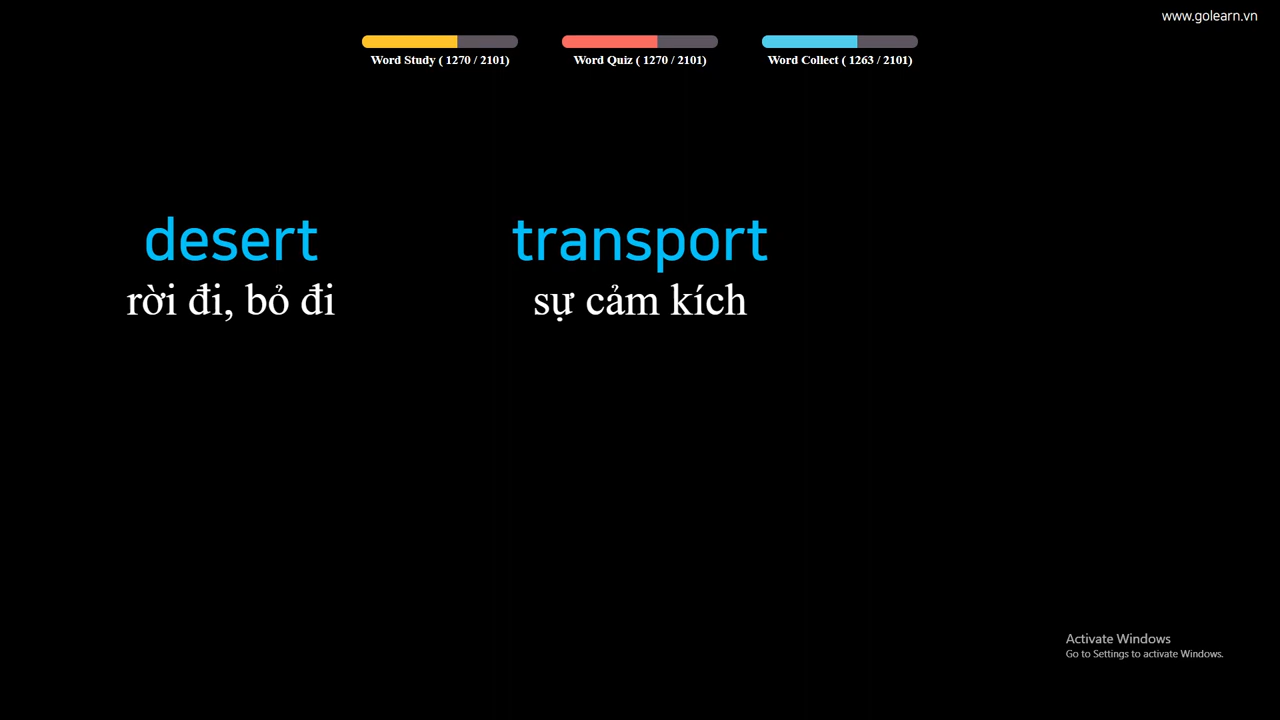 www.golearn.vn
Word Study ( 1270 / 2101) Word Quiz ( 1270 / 2101) Word Collect ( 1263 / 2101)
desert transport
rời đi, bỏ đi sự cảm kích
Activate Windows
Go to Settings to activate Windows.